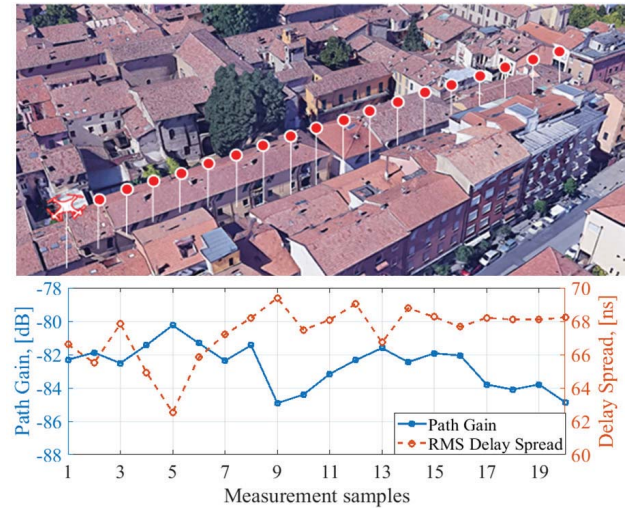 -78
-80
-82
-84
-86
-88
Path Gain, [dB]
70
68
66
64
62
60
Delay Spread, [ns]
Path Gain
RMS Delay Spread
1 3 5 7 9 11 13 15 17 19
Measurement samples